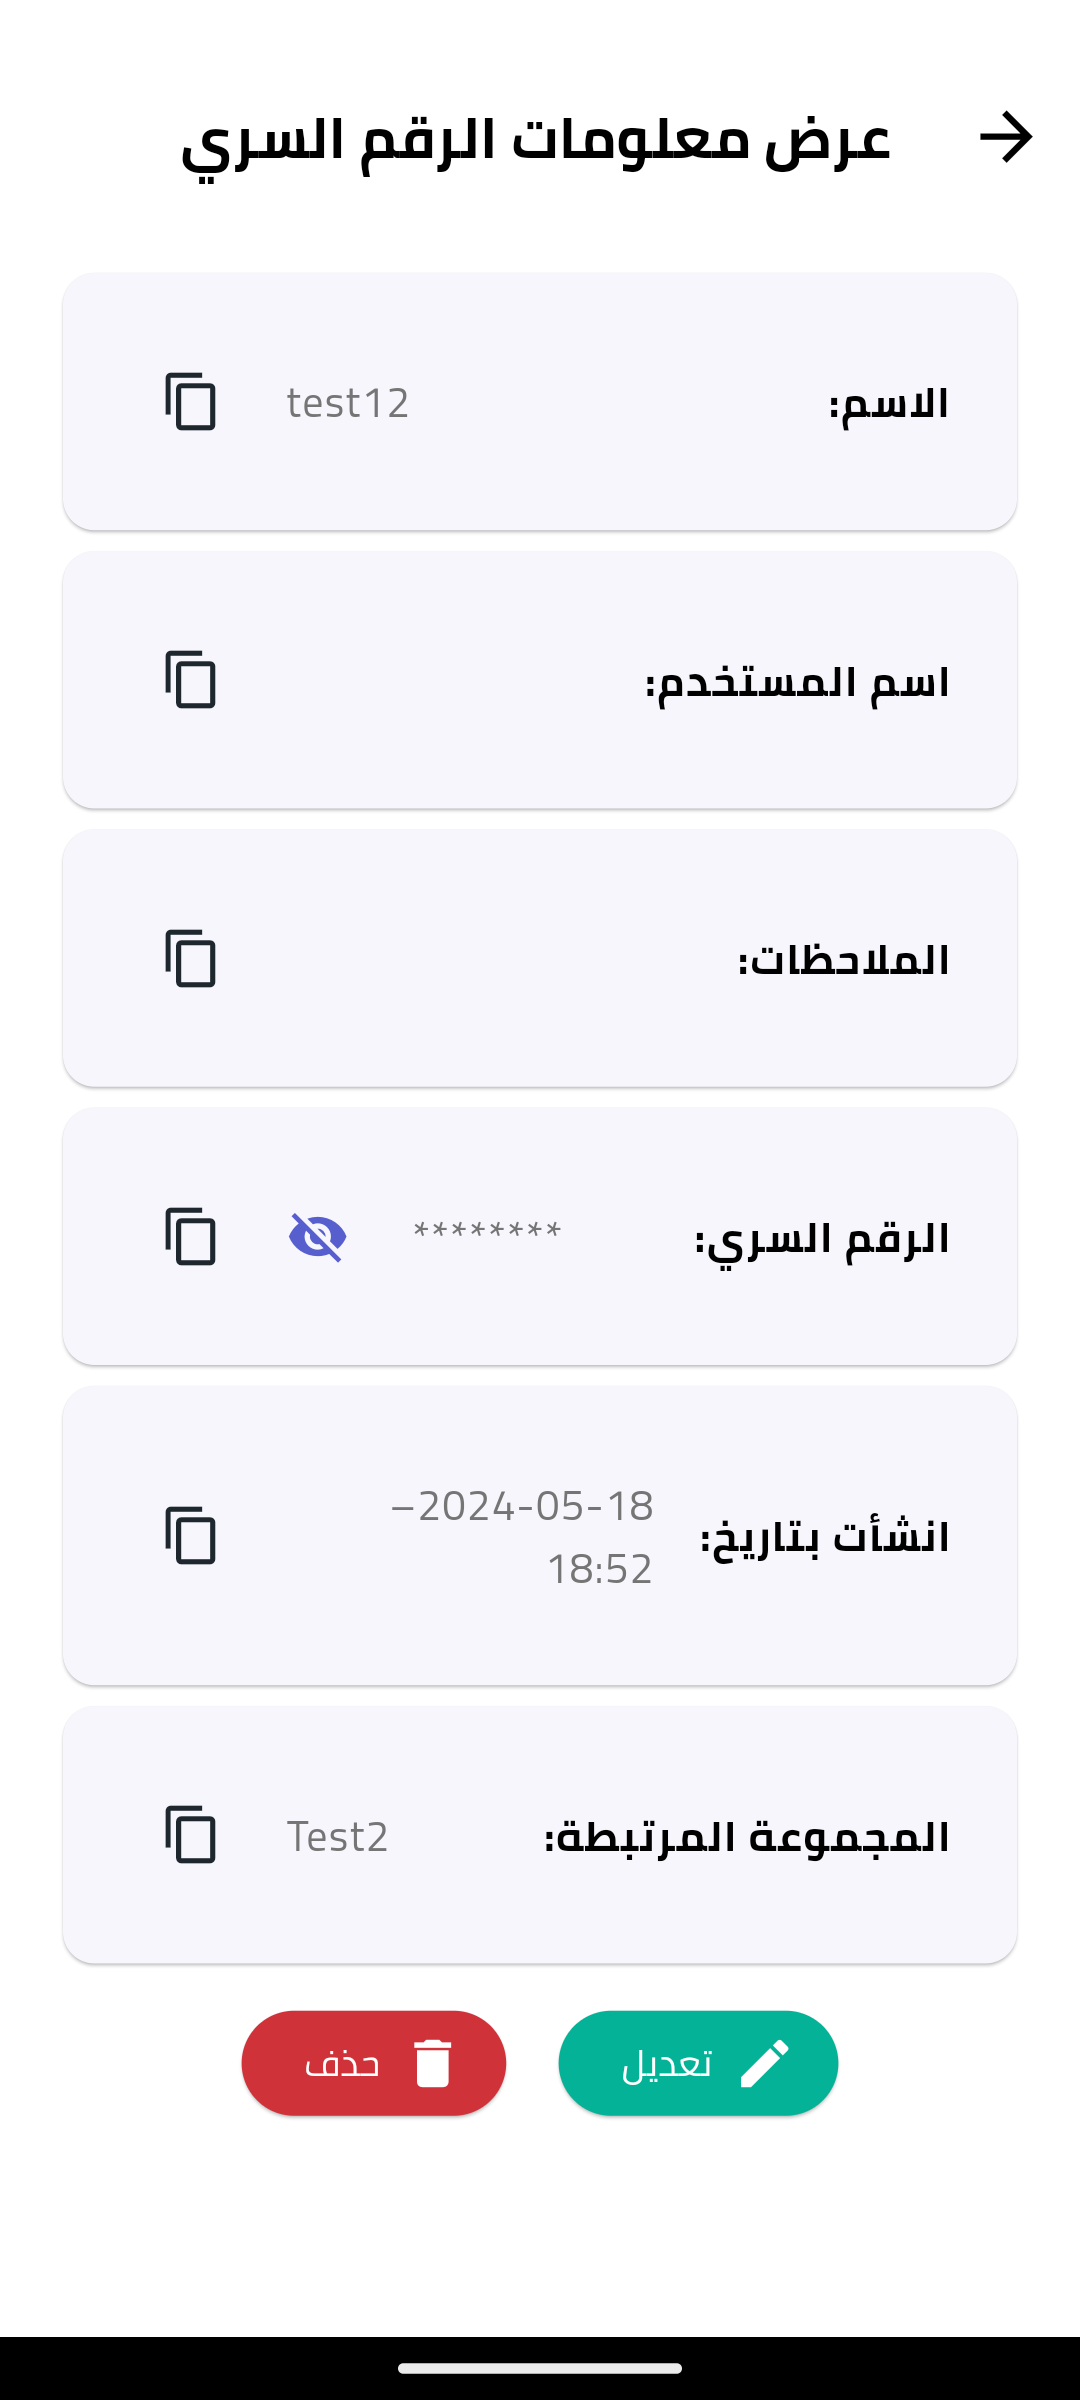 عرض معلومات الرقم السري
الاسم: test12
اسم المستخدم:
الملاحظات:
الرقم السري: ********
انشأت بتاريخ: 2024-05-18–
18:52
المجموعة المرتبطة: Test2
تعديل
حذف